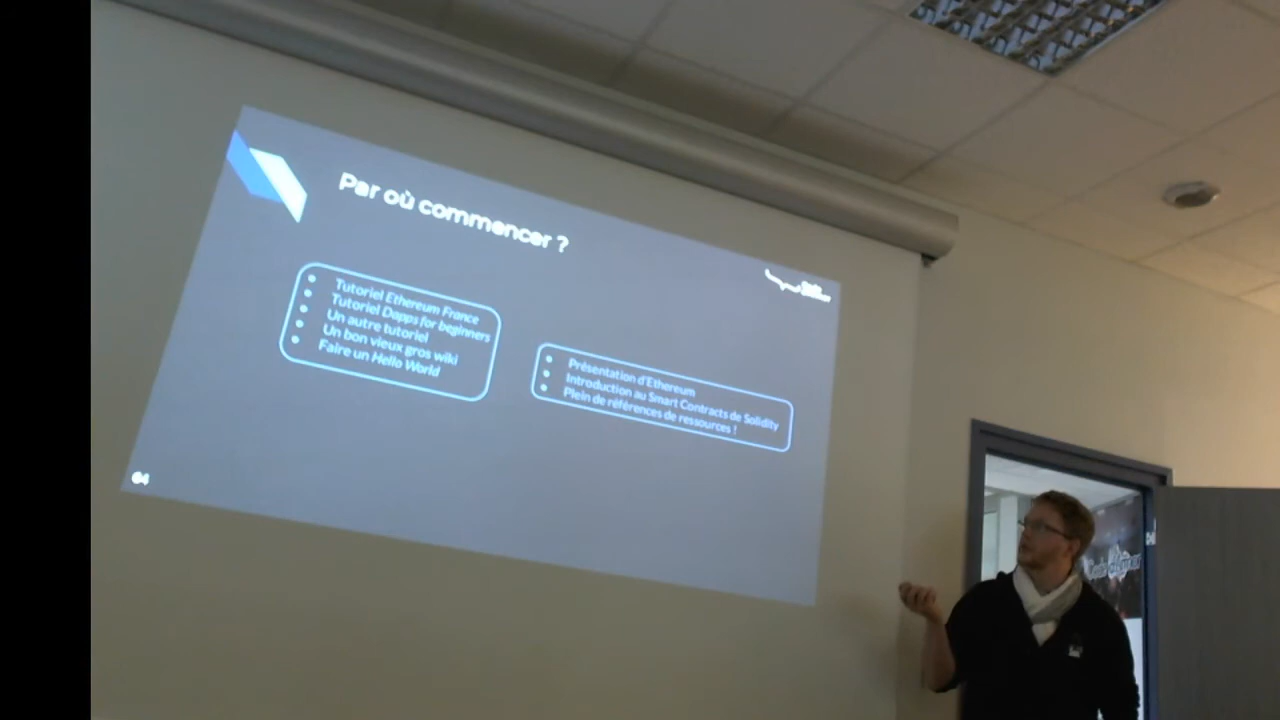 Par où commencer ?
Tutoriel Ethereum France
Tutoriel Dapps for beginners
Un autre tutoriel
Un bon vieux gros wiki
Faire un Hello World
Présentation d'Ethereum
Introduction au Smart Contracts de Solidity
Plein de références de ressources !